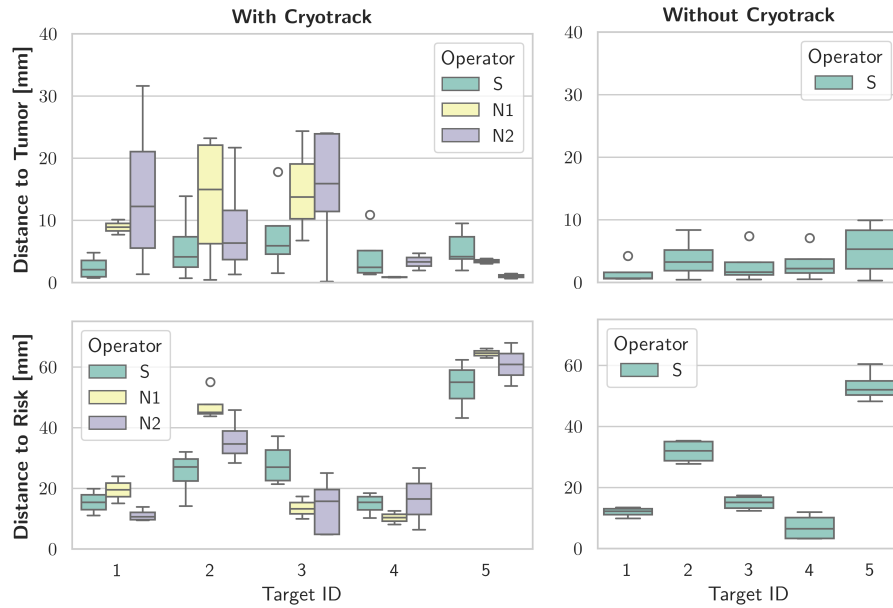 With Cryotrack
Without Cryotrack
Distance to Tumor [mm]
40
30
20
10
0
Operator
S
N1
N2
40
30
20
10
0
Operator
S
Distance to Risk [mm]
60
40
20
0
Operator
S
N1
N2
1 2 3 4 5
Target ID
60
40
20
0
Operator
S
1 2 3 4 5
Target ID